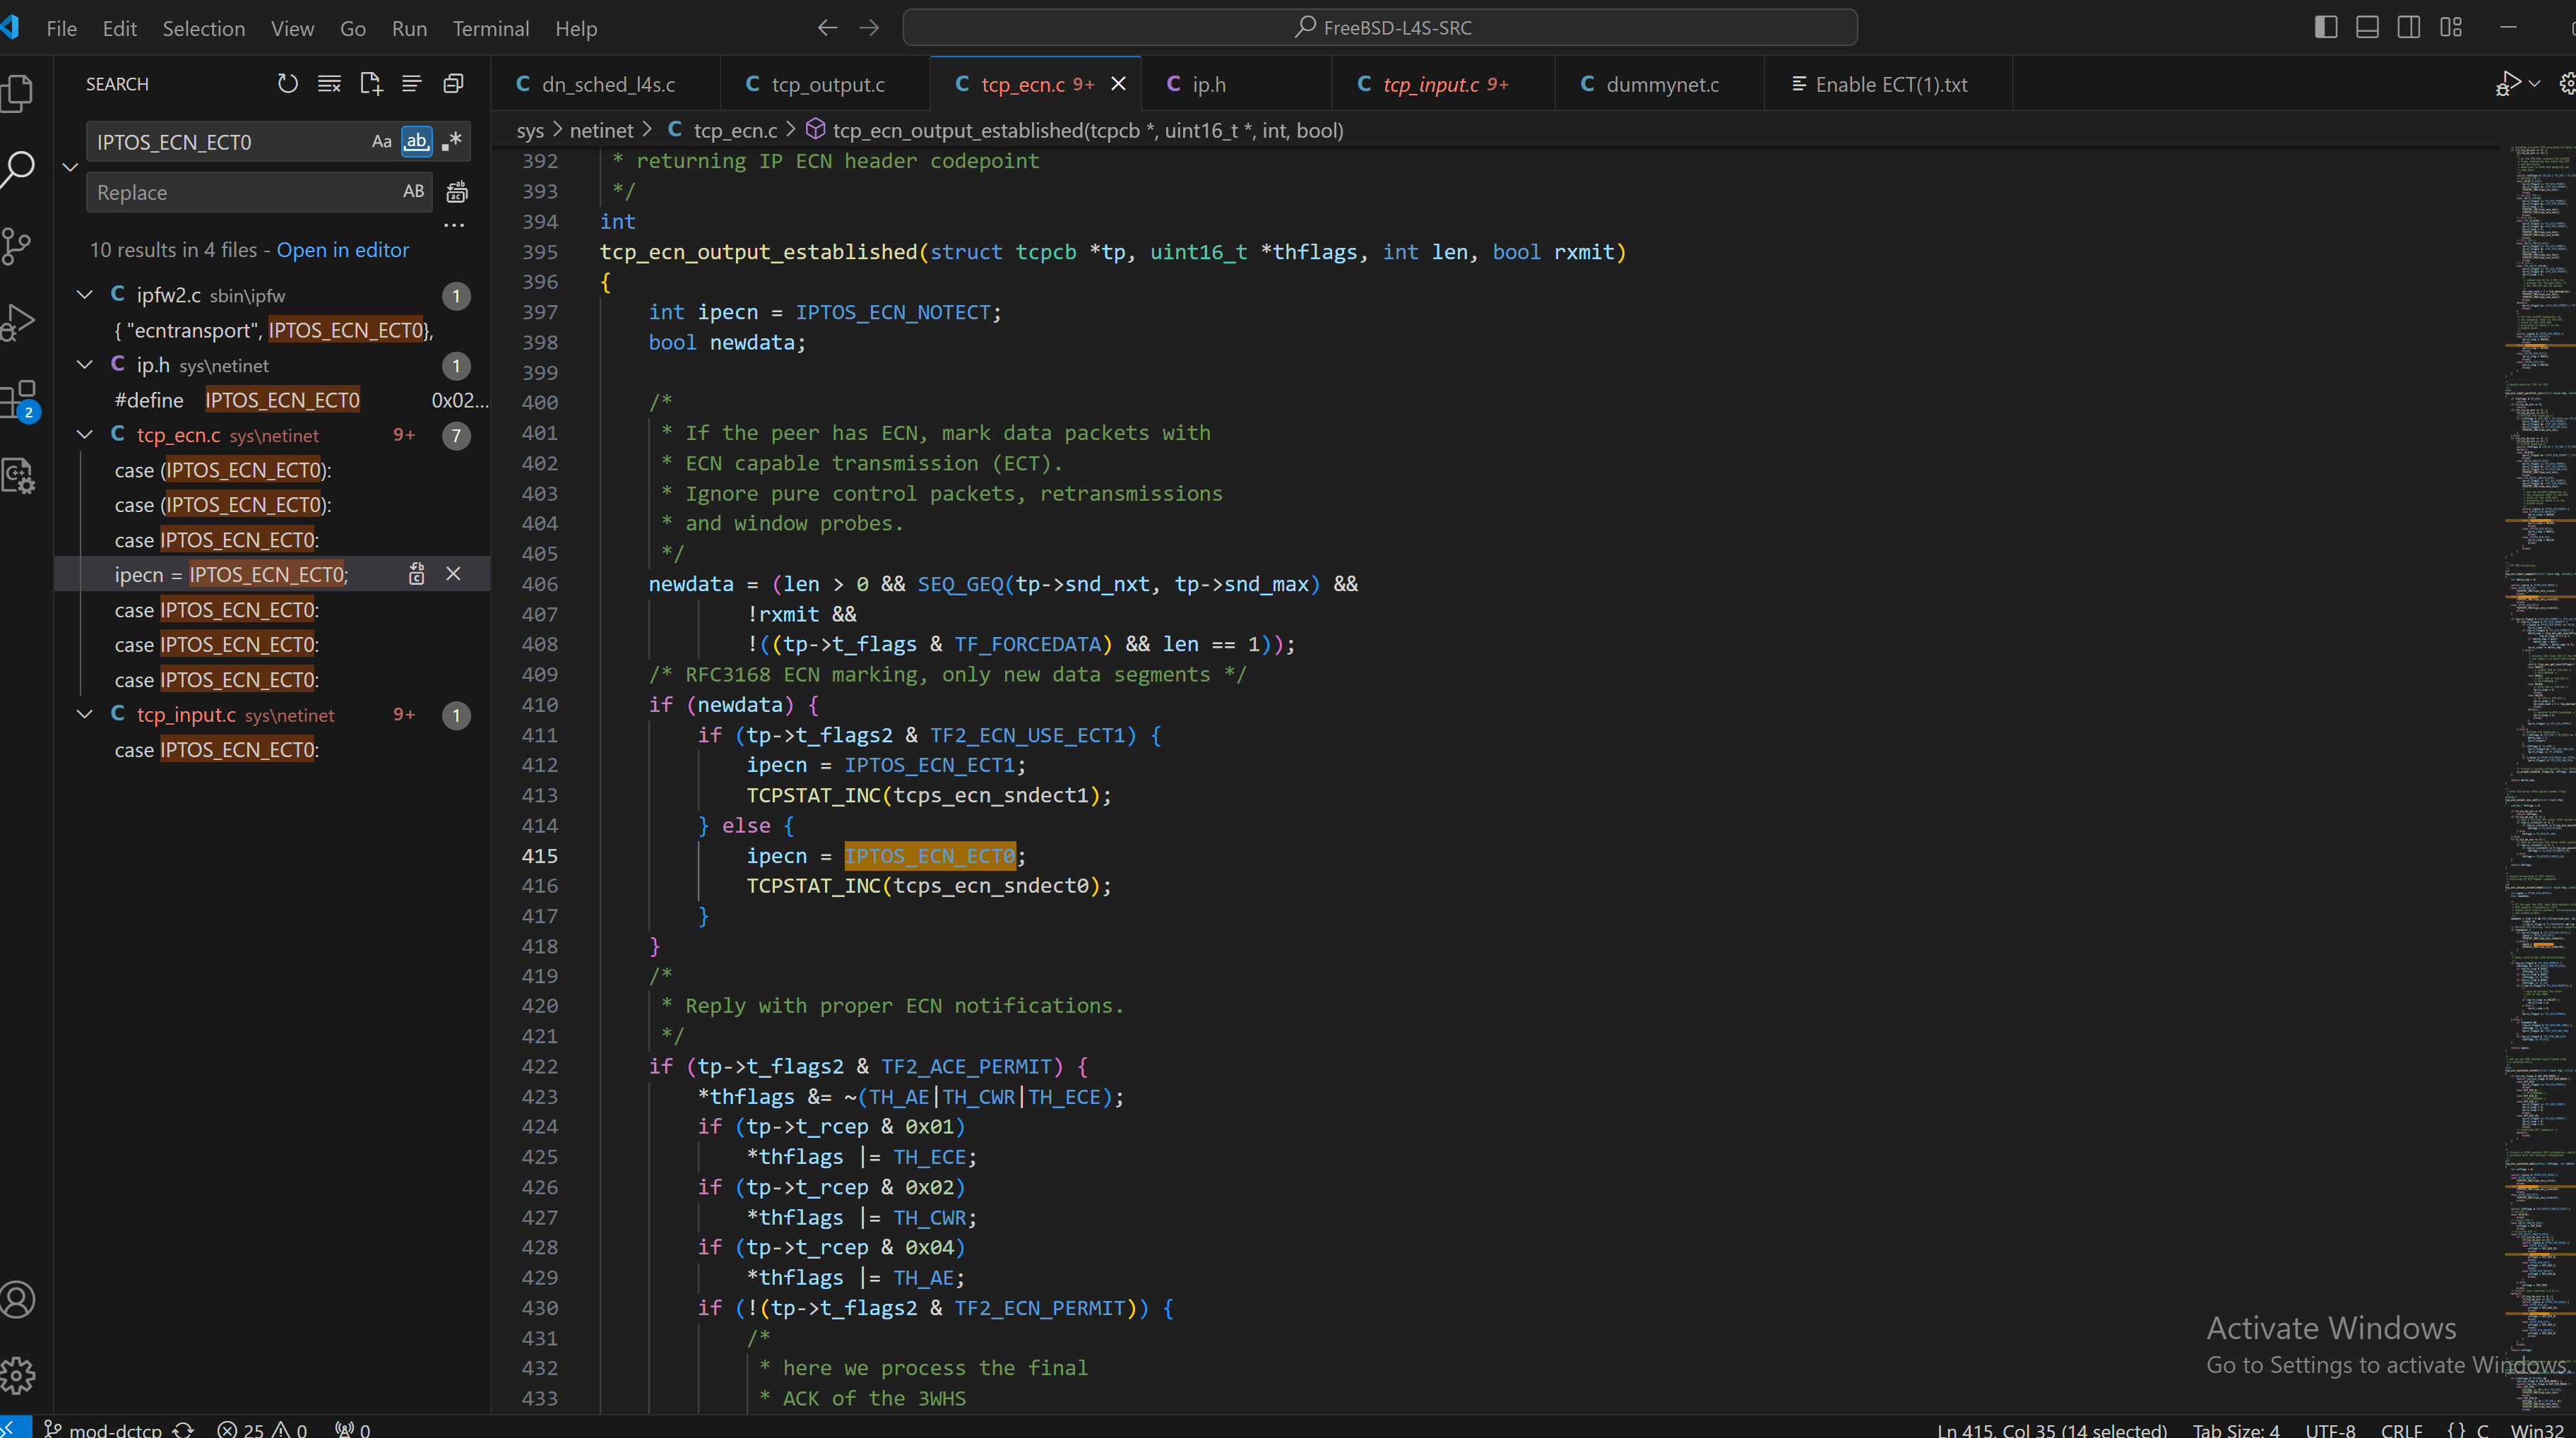 File Edit Selection View Go Run Terminal Help
FreeBSD-L4S-SRC
SEARCH
IPTOS_ECN_ECT0
Aa ab
Replace
AB
10 results in 4 files - Open in editor
C ipfw2.c sbin\ipfw 1
{ "ecntransport", IPTOS_ECN_ECT0},
C ip.h sys\netinet 1
#define IPTOS_ECN_ECT0 0x02...
C tcp_ecn.c sys\netinet 9+ 7
case (IPTOS_ECN_ECT0):
case (IPTOS_ECN_ECT0):
case IPTOS_ECN_ECT0:
ipecn = IPTOS_ECN_ECT0;
case IPTOS_ECN_ECT0:
case IPTOS_ECN_ECT0:
case IPTOS_ECN_ECT0:
C tcp_input.c sys\netinet 9+ 1
case IPTOS_ECN_ECT0:
2
C dn_sched_l4s.c
C tcp_output.c
C tcp_ecn.c 9+
C ip.h
C tcp_input.c 9+
C dummynet.c
Enable ECT(1).txt
sys > netinet > C tcp_ecn.c > tcp_ecn_output_established(tcpcb *, uint16_t *, int, bool)
392 * returning IP ECN header codepoint
393 */
394 int
395 tcp_ecn_output_established(struct tcpcb *tp, uint16_t *thflags, int len, bool rxmit)
396 {
397 int ipecn = IPTOS_ECN_NOTECT;
398 bool newdata;
399
400 /*
401 * If the peer has ECN, mark data packets with
402 * ECN capable transmission (ECT).
403 * Ignore pure control packets, retransmissions
404 * and window probes.
405 */
406 newdata = (len > 0 && SEQ_GEQ(tp->snd_nxt, tp->snd_max) &&
407 !rxmit &&
408 !((tp->t_flags & TF_FORCEDATA) && len == 1));
409 /* RFC3168 ECN marking, only new data segments */
410 if (newdata) {
411 if (tp->t_flags2 & TF2_ECN_USE_ECT1) {
412 ipecn = IPTOS_ECN_ECT1;
413 TCPSTAT_INC(tcps_ecn_sndect1);
414 } else {
415 ipecn = IPTOS_ECN_ECT0;
416 TCPSTAT_INC(tcps_ecn_sndect0);
417 }
418 }
419 /*
420 * Reply with proper ECN notifications.
421 */
422 if (tp->t_flags2 & TF2_ACE_PERMIT) {
423 *thflags &= ~(TH_AE|TH_CWR|TH_ECE);
424 if (tp->t_rcep & 0x01)
425 *thflags |= TH_ECE;
426 if (tp->t_rcep & 0x02)
427 *thflags |= TH_CWR;
428 if (tp->t_rcep & 0x04)
429 *thflags |= TH_AE;
430 if (!(tp->t_flags2 & TF2_ECN_PERMIT)) {
431 /*
432 * here we process the final
433 * ACK of the 3WHS
Activate Windows
Go to Settings to activate Windows.
mod-dctcp 25 0 0
Ln 415, Col 35 (14 selected) Tab Size: 4 UTF-8 CRLF {} C Win32